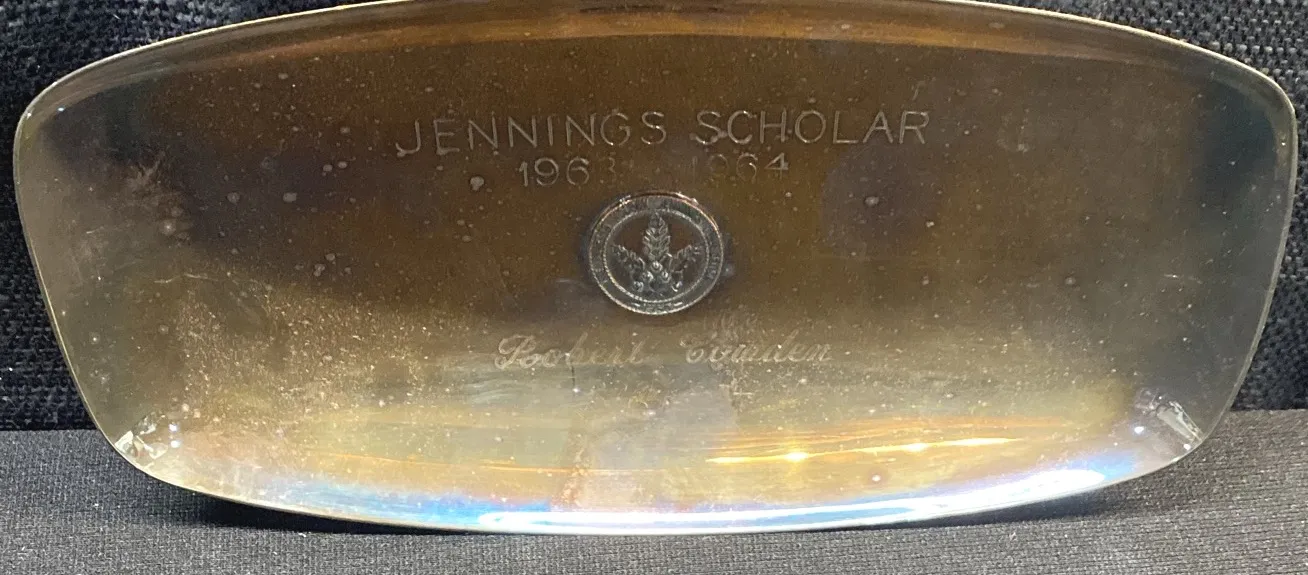 JENNINGS SCHOLAR
1963 1964
Robert Cowden